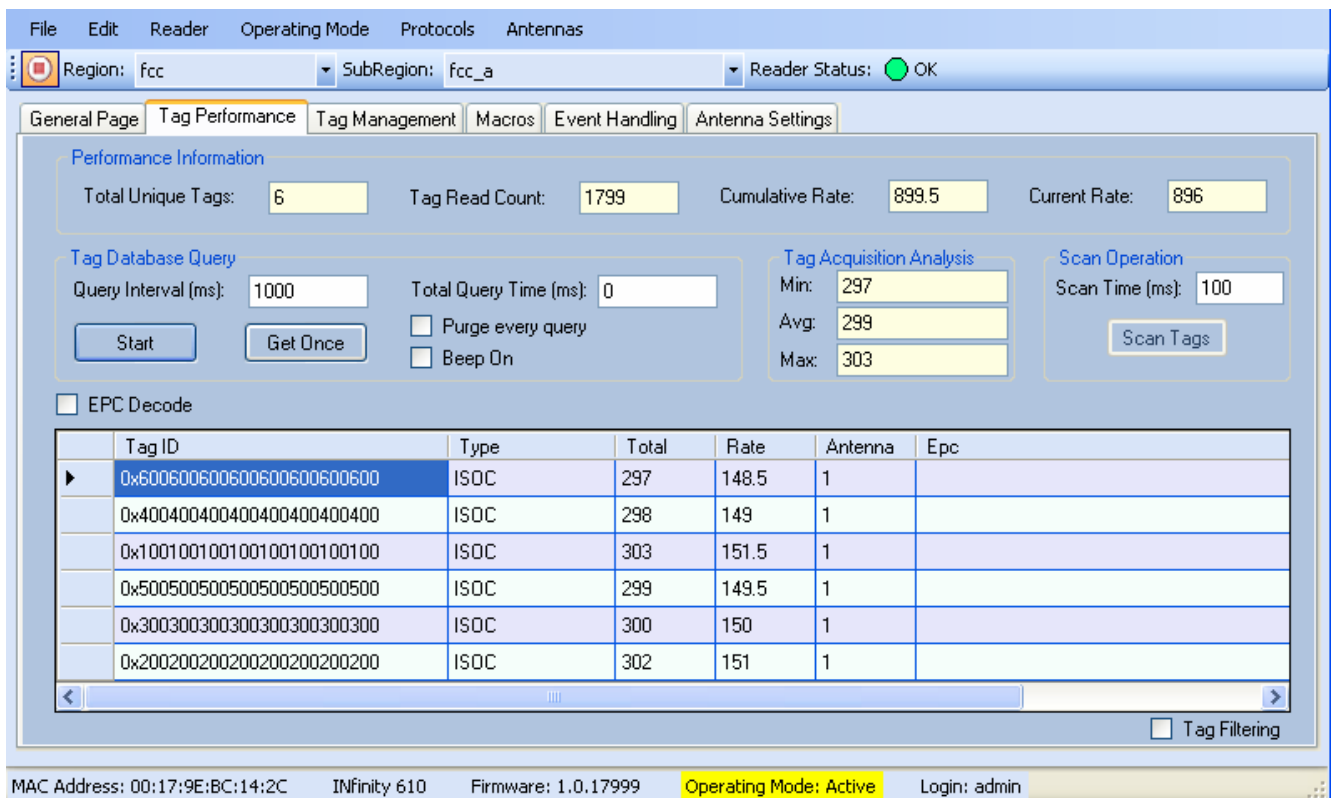 File Edit Reader Operating Mode Protocols Antennas
Region: fcc SubRegion: fcc_a Reader Status: OK
General Page Tag Performance Tag Management Macros Event Handling Antenna Settings
Performance Information
Total Unique Tags: 6 Tag Read Count: 1799 Cumulative Rate: 899.5 Current Rate: 896
Tag Database Query Tag Acquisition Analysis Scan Operation
Query Interval (ms): 1000 Total Query Time (ms): 0 Min: 297 Scan Time (ms): 100
Purge every query Avg: 299
Start Get Once Scan Tags
Beep On Max: 303
EPC Decode
Tag ID Type Total Rate Antenna Epc
0x600600600600600600600600 ISOC 297 148.5 1
0x400400400400400400400400 ISOC 298 149 1
0x100100100100100100100100 ISOC 303 151.5 1
0x500500500500500500500500 ISOC 299 149.5 1
0x300300300300300300300300 ISOC 300 150 1
0x200200200200200200200200 ISOC 302 151 1
Tag Filtering
MAC Address: 00:17:9E:BC:14:2C INfinity 610 Firmware: 1.0.17999 Operating Mode: Active Login: admin